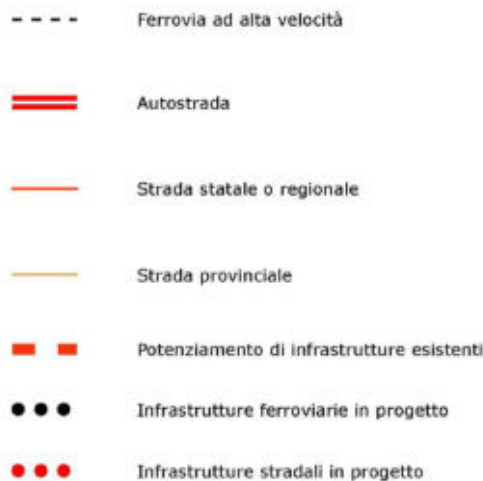 Ferrovia ad alta velocità
Autostrada
Strada statale o regionale
Strada provinciale
Potenziamento di infrastrutture esistenti
Infrastrutture ferroviarie in progetto
Infrastrutture stradali in progetto